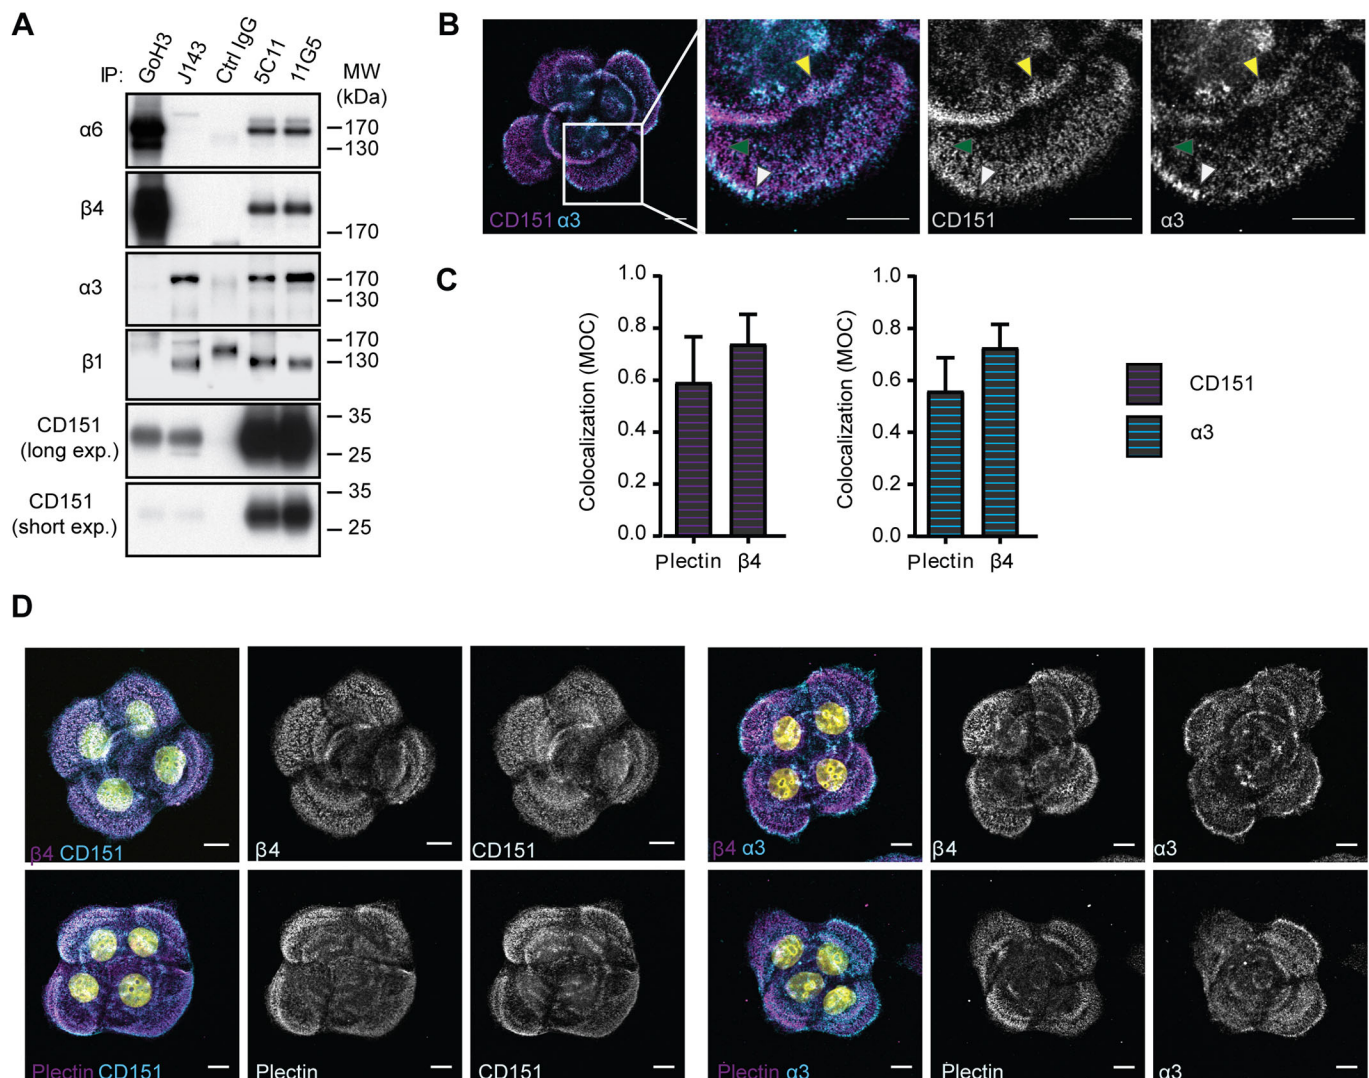 A
IP: GoH3 J143 Ctrl IgG 5C11 11G5
MW
(kDa)
α6
170
130
β4
170
α3
170
130
β1
170
130
CD151
(long exp.)
35
25
CD151
(short exp.)
35
25
B
CD151 α3
CD151
α3
C
Colocalization (MOC)
1.0
0.8
0.6
0.4
0.2
0.0
Plectin β4
Colocalization (MOC)
1.0
0.8
0.6
0.4
0.2
0.0
Plectin β4
CD151
α3
D
β4 CD151
β4
CD151
β4 α3
β4
α3
Plectin CD151
Plectin
CD151
Plectin α3
Plectin
α3